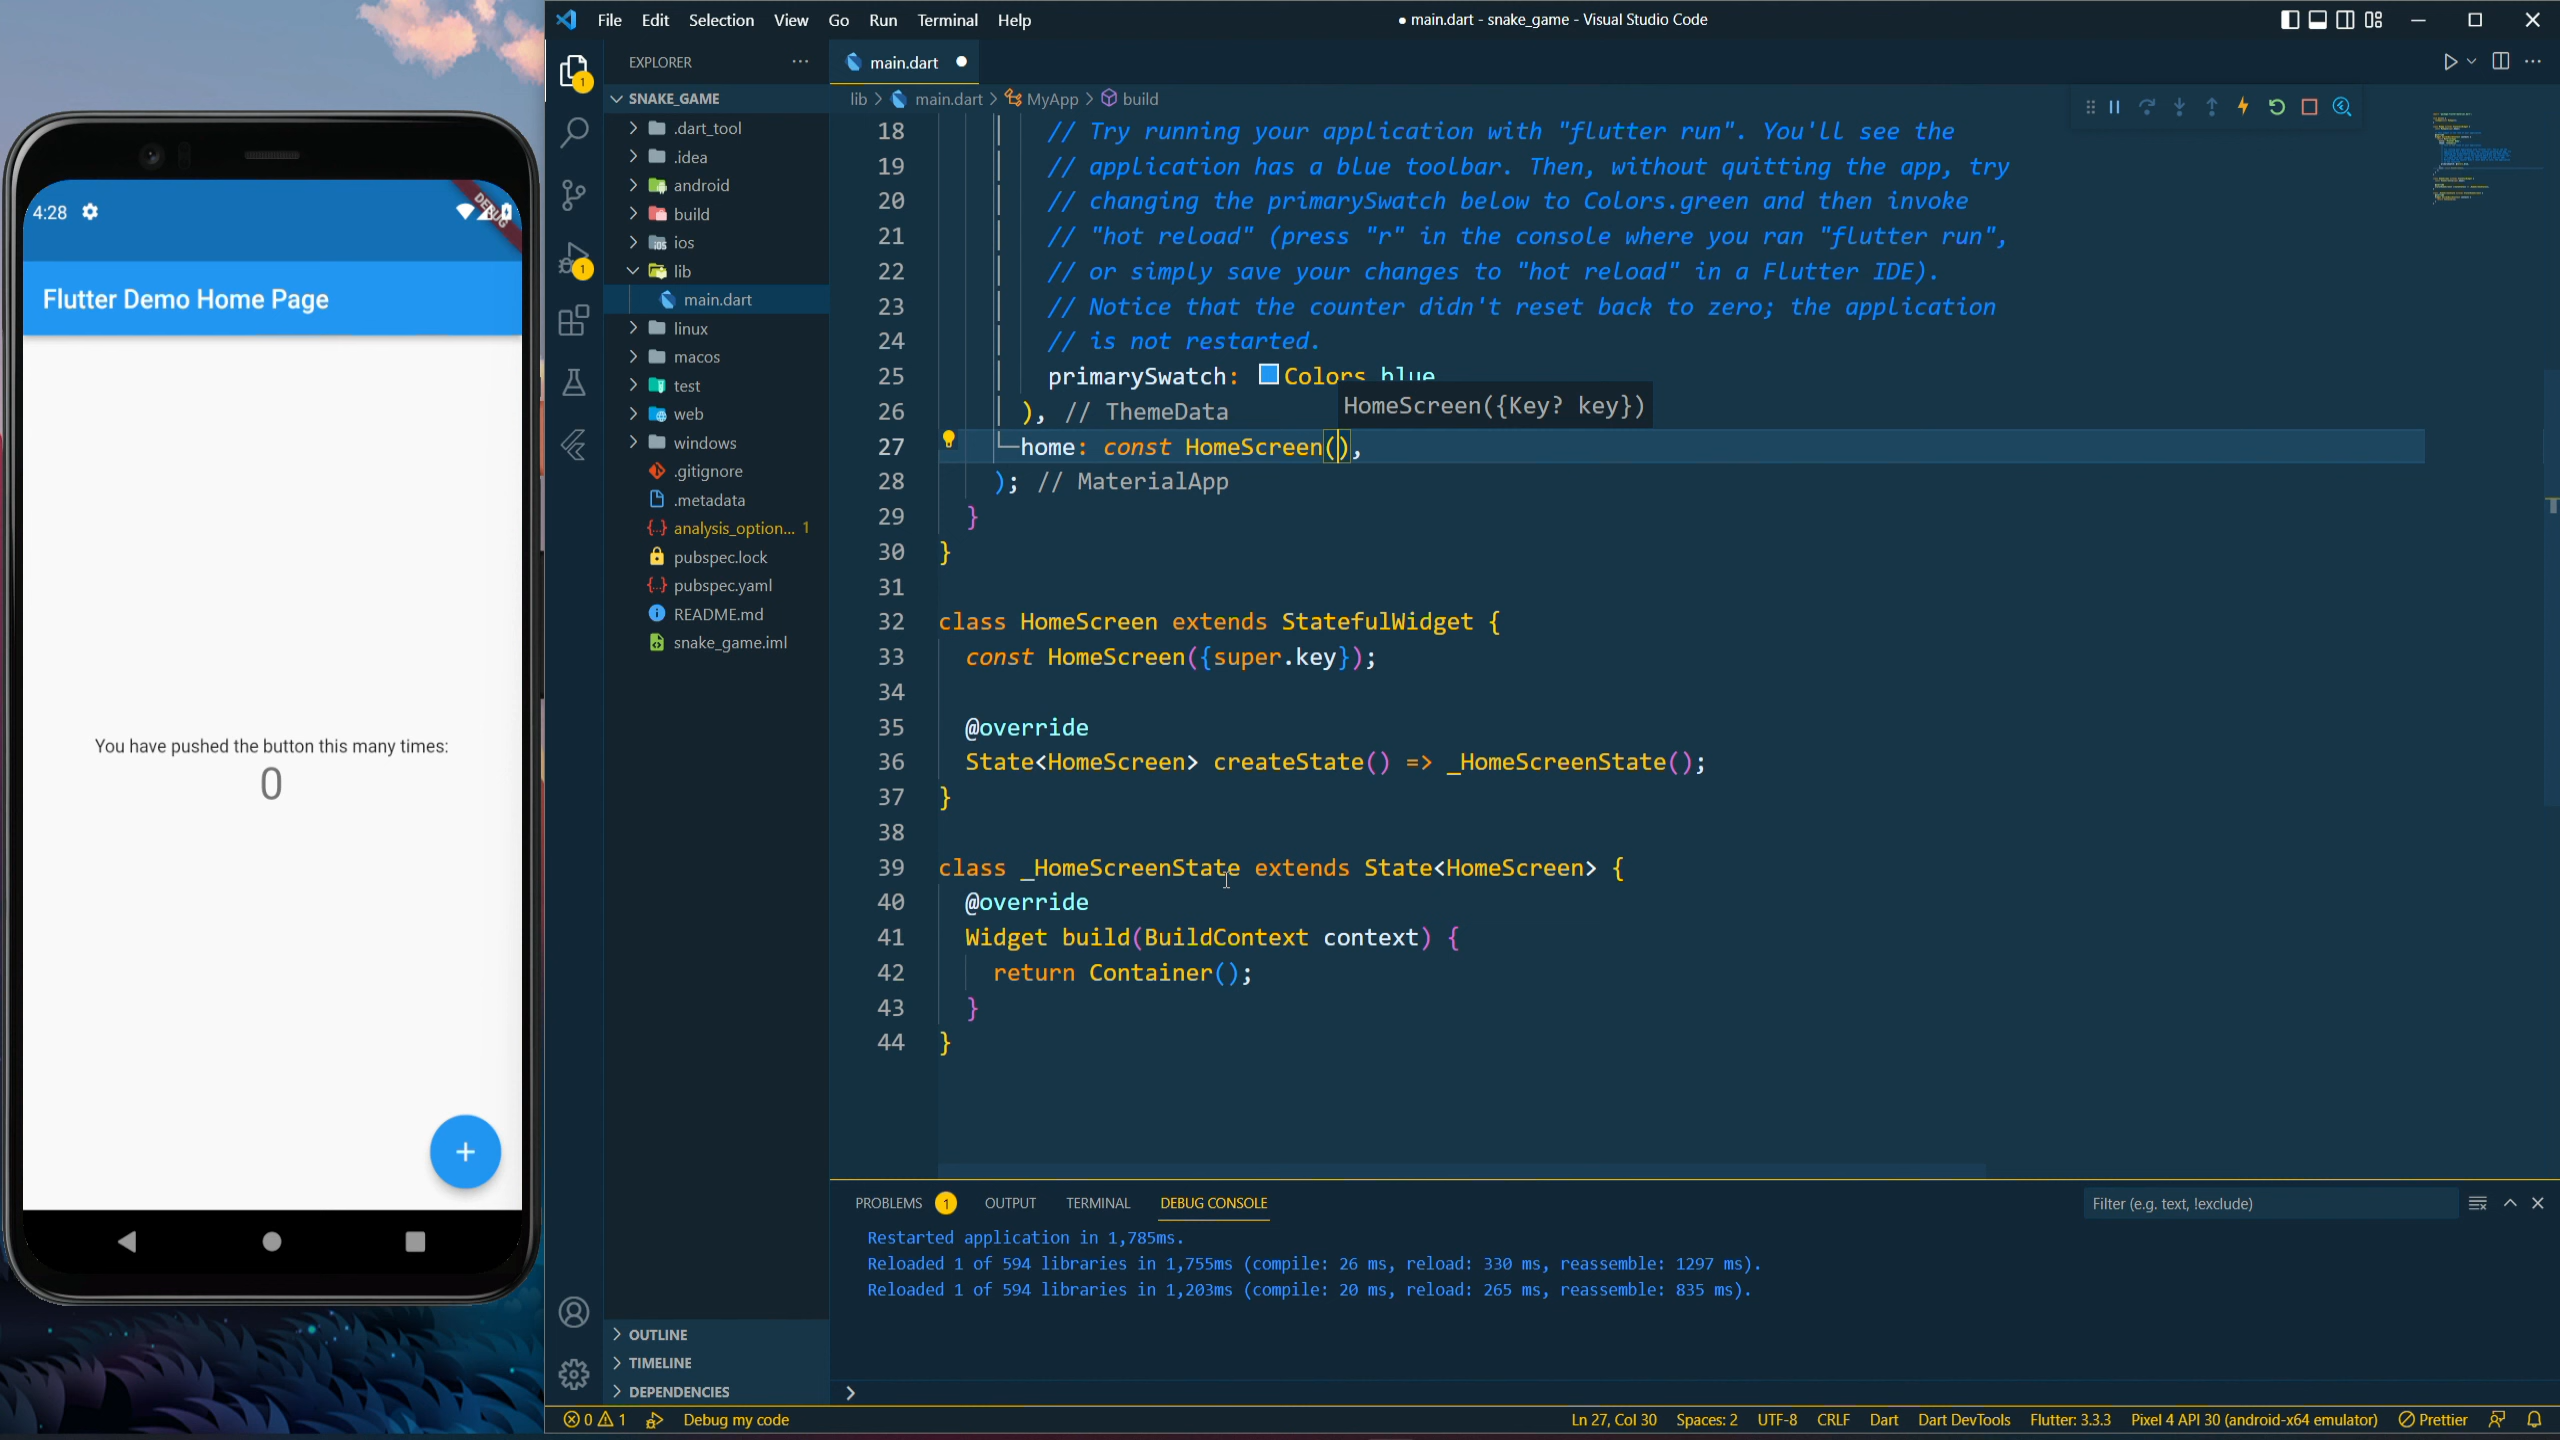 4:28
DEBUG
Flutter Demo Home Page
You have pushed the button this many times:
0
+
File Edit Selection View Go Run Terminal Help
● main.dart - snake_game - Visual Studio Code
EXPLORER
main.dart
SNAKE_GAME
.dart_tool
.idea
android
build
ios
lib
main.dart
linux
macos
test
web
windows
.gitignore
.metadata
analysis_option... 1
pubspec.lock
pubspec.yaml
README.md
snake_game.iml
OUTLINE
TIMELINE
DEPENDENCIES
1
1
lib > main.dart > MyApp > build
18 // Try running your application with "flutter run". You'll see the
19 // application has a blue toolbar. Then, without quitting the app, try
20 // changing the primarySwatch below to Colors.green and then invoke
21 // "hot reload" (press "r" in the console where you ran "flutter run",
22 // or simply save your changes to "hot reload" in a Flutter IDE).
23 // Notice that the counter didn't reset back to zero; the application
24 // is not restarted.
25 primarySwatch: Colors.blue
HomeScreen({Key? key})
26 ), // ThemeData
27 home: const HomeScreen(),
28 ); // MaterialApp
29 }
30 }
31
32 class HomeScreen extends StatefulWidget {
33 const HomeScreen({super.key});
34
35 @override
36 State<HomeScreen> createState() => _HomeScreenState();
37 }
38
39 class _HomeScreenState extends State<HomeScreen> {
40 @override
41 Widget build(BuildContext context) {
42 return Container();
43 }
44 }
PROBLEMS 1 OUTPUT TERMINAL DEBUG CONSOLE
Filter (e.g. text, !exclude)
Restarted application in 1,785ms.
Reloaded 1 of 594 libraries in 1,755ms (compile: 26 ms, reload: 330 ms, reassemble: 1297 ms).
Reloaded 1 of 594 libraries in 1,203ms (compile: 20 ms, reload: 265 ms, reassemble: 835 ms).
0 1 Debug my code
Ln 27, Col 30 Spaces: 2 UTF-8 CRLF Dart Dart DevTools Flutter: 3.3.3 Pixel 4 API 30 (android-x64 emulator) Prettier